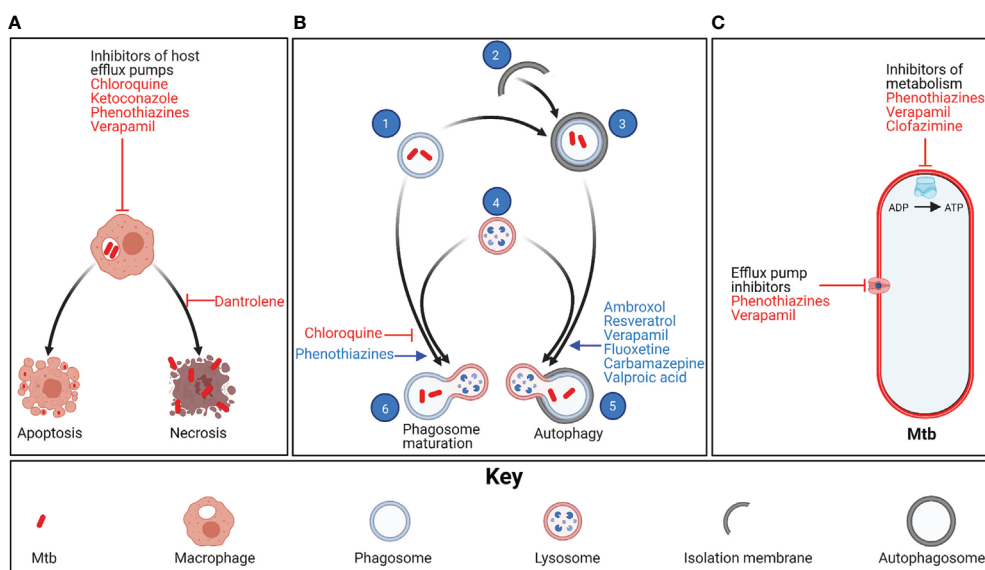 A
Inhibitors of host
efflux pumps
Chloroquine
Ketoconazole
Phenothiazines
Verapamil
Dantrolene
Apoptosis
Necrosis
B
1
2
3
4
Chloroquine
Phenothiazines
Ambroxol
Resveratrol
Verapamil
Fluoxetine
Carbamazepine
Valproic acid
6
5
Phagosome
maturation
Autophagy
C
Inhibitors of
metabolism
Phenothiazines
Verapamil
Clofazimine
ADP
ATP
Efflux pump
inhibitors
Phenothiazines
Verapamil
Mtb
Key
Mtb
Macrophage
Phagosome
Lysosome
Isolation membrane
Autophagosome